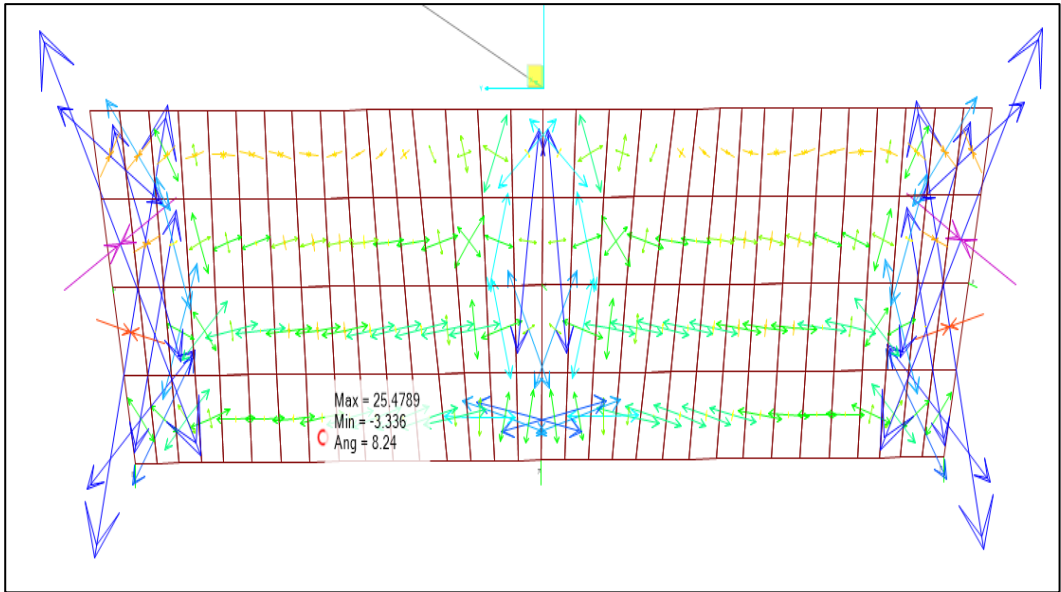 Max = 25.4789
Min = -3.336
Ang = 8.24